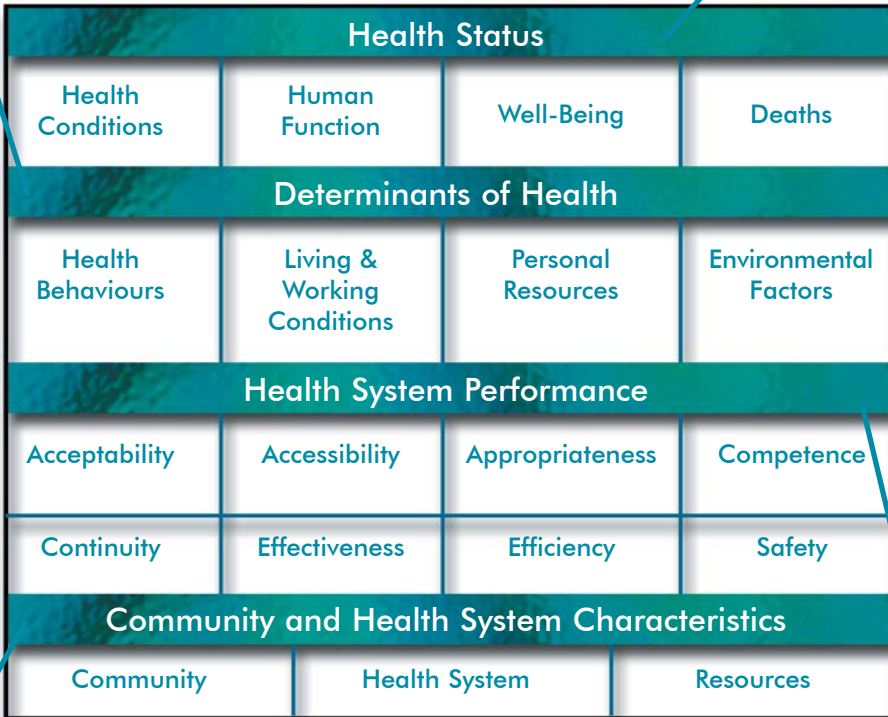 Health Status
Health
Conditions
Human
Function
Well-Being
Deaths
Determinants of Health
Health
Behaviours
Living &
Working
Conditions
Personal
Resources
Environmental
Factors
Health System Performance
Acceptability
Accessibility
Appropriateness
Competence
Continuity
Effectiveness
Efficiency
Safety
Community and Health System Characteristics
Community
Health System
Resources